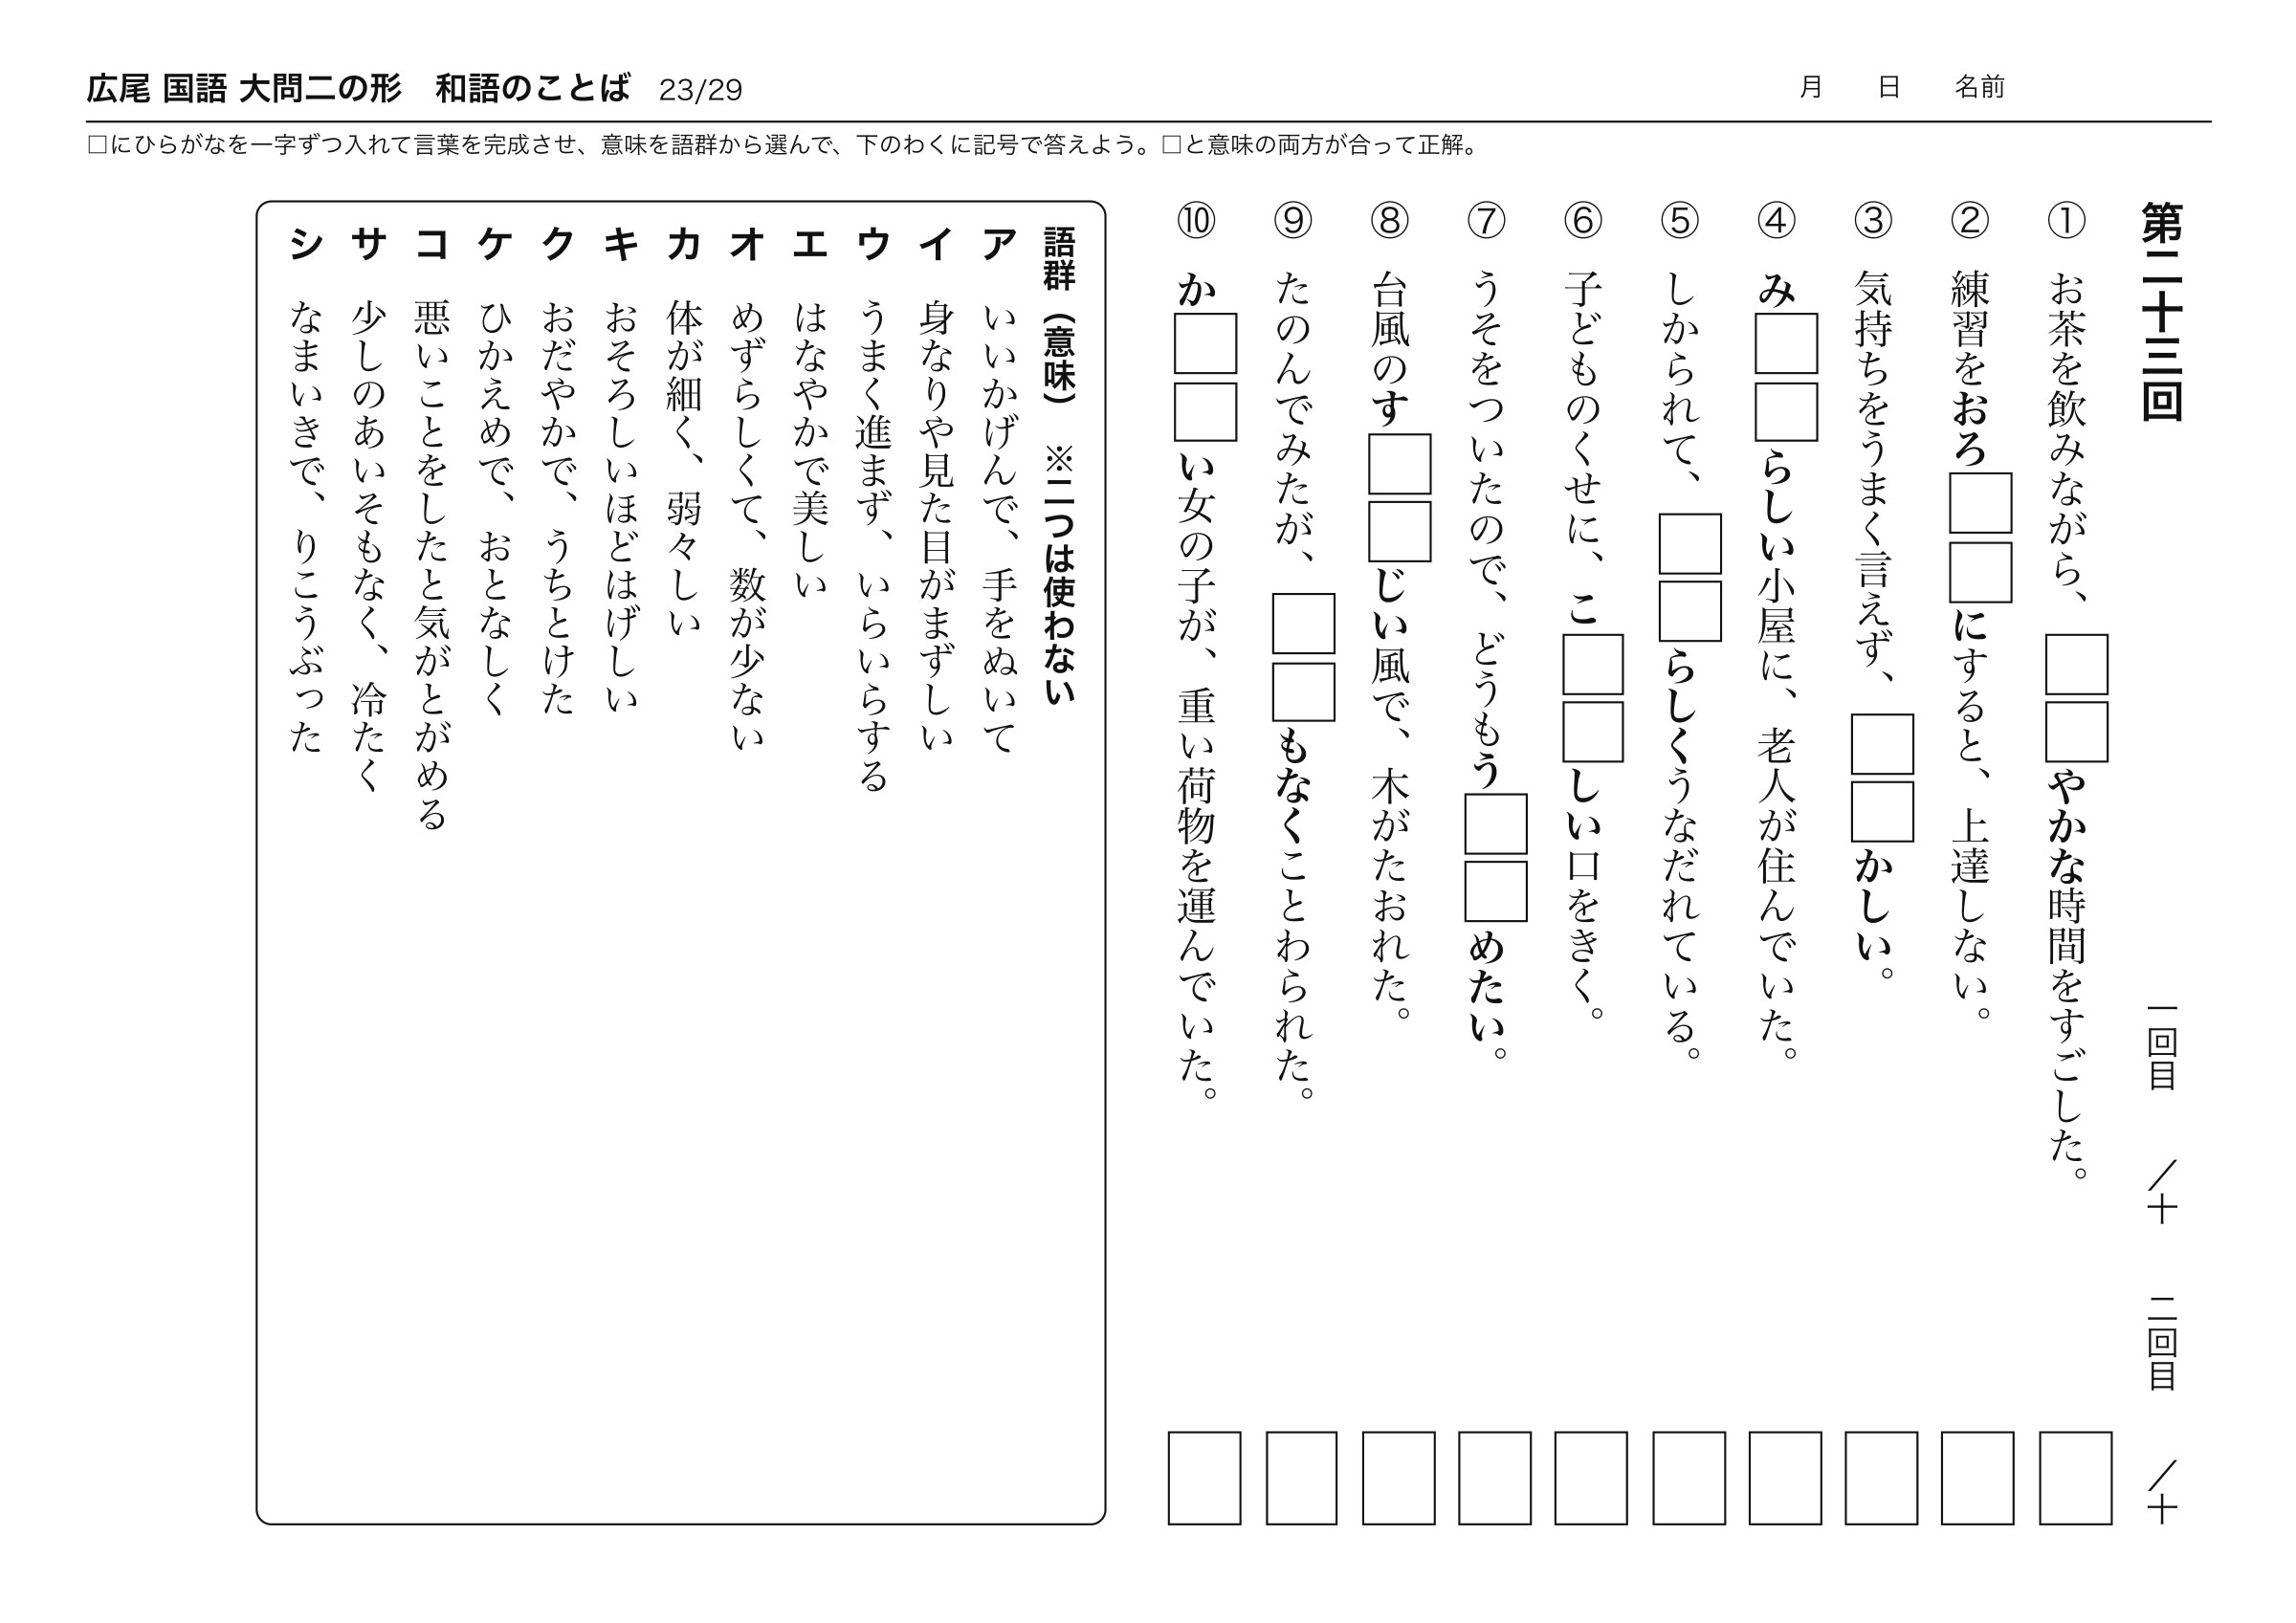 広尾 国語 大問二の形　和語のことば　23/29　月　日　名前
□にひらがなを一字ずつ入れて言葉を完成させ、意味を語群から選んで、下のわくに記号で答えよう。□と意味の両方が合って正解。
第二十三回　一回目　／十　二回目　／十
① お茶を飲みながら、□□やかな時間をすごした。
② 練習をおろ□□にすると、上達しない。
③ 気持ちをうまく言えず、□□かしい。
④ み□□らしい小屋に、老人が住んでいた。
⑤ しかられて、□□らしくうなだれている。
⑥ 子どものくせに、こ□□しい口をきく。
⑦ うそをついたので、どうもう□□めたい。
⑧ 台風のす□□じい風で、木がたおれた。
⑨ たのんでみたが、□□もなくことわられた。
⑩ か□□い女の子が、重い荷物を運んでいた。
語群（意味）　※二つは使わない
ア　いいかげんで、手をぬいて
イ　身なりや見た目がまずしい
ウ　うまく進まず、いらいらする
エ　はなやかで美しい
オ　めずらしくて、数が少ない
カ　体が細く、弱々しい
キ　おそろしいほどはげしい
ク　おだやかで、うちとけた
ケ　ひかえめで、おとなしく
コ　悪いことをしたと気がとがめる
サ　少しのあいそもなく、冷たく
シ　なまいきで、りこうぶった